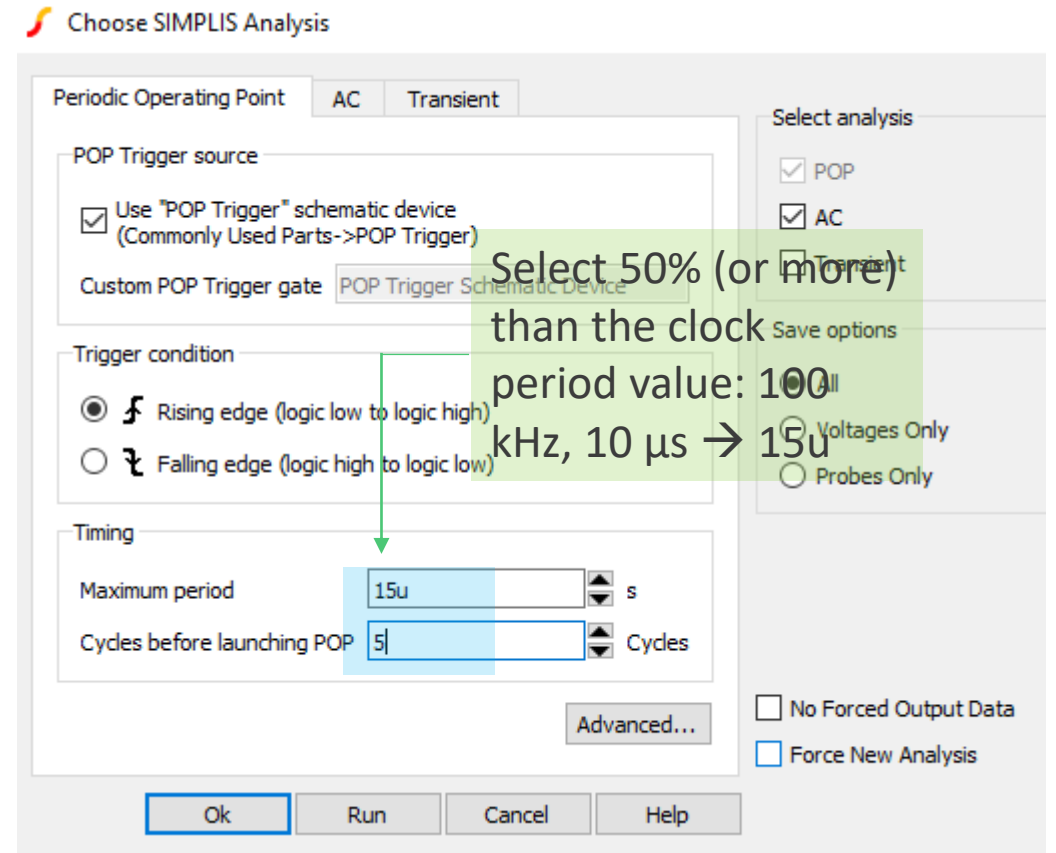 Choose SIMPLIS Analysis
Periodic Operating Point
AC
Transient
POP Trigger source
Use "POP Trigger" schematic device
(Commonly Used Parts->POP Trigger)
Custom POP Trigger gate
POP Trigger Schematic Device
Trigger condition
Rising edge (logic low to logic high)
Falling edge (logic high to logic low)
Timing
Maximum period
15u
s
Cycles before launching POP
5
Cycles
Advanced...
Ok
Run
Cancel
Help
Select analysis
POP
AC
Transient
Save options
All
Voltages Only
Probes Only
No Forced Output Data
Force New Analysis
Select 50% (or more)
than the clock
period value: 100
kHz, 10 µs → 15u